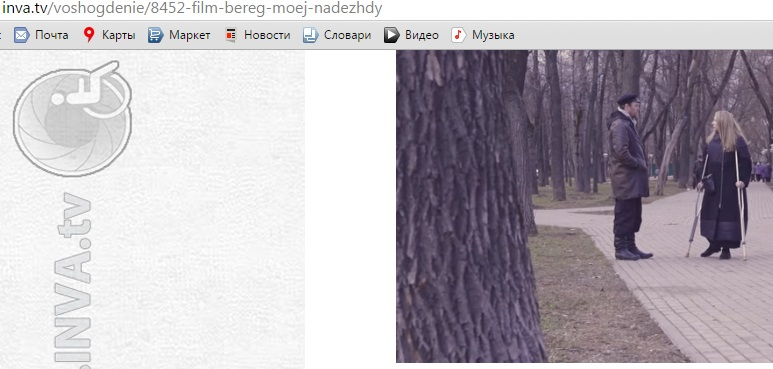 inva.tv/voshogdenie/8452-film-bereg-moej-nadezhdy
Почта Карты Маркет Новости Словари Видео Музыка
.INVA.tv